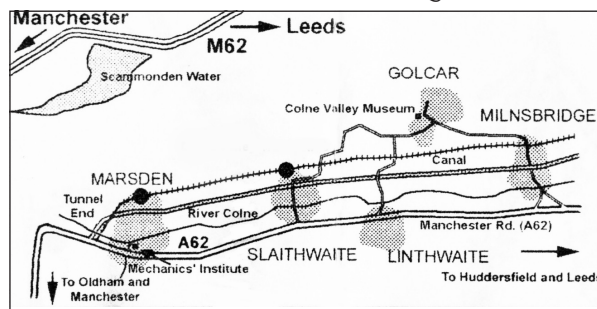 Manchester
Leeds
M62
Scammonden Water
GOLCAR
Colne Valley Museum
MILNSBRIDGE
MARSDEN
Canal
Tunnel
End
River Colne
A62
Manchester Rd. (A62)
Mechanics' Institute
SLAITHWAITE
LINTHWAITE
To Oldham and
Manchester
To Huddersfield and Leeds